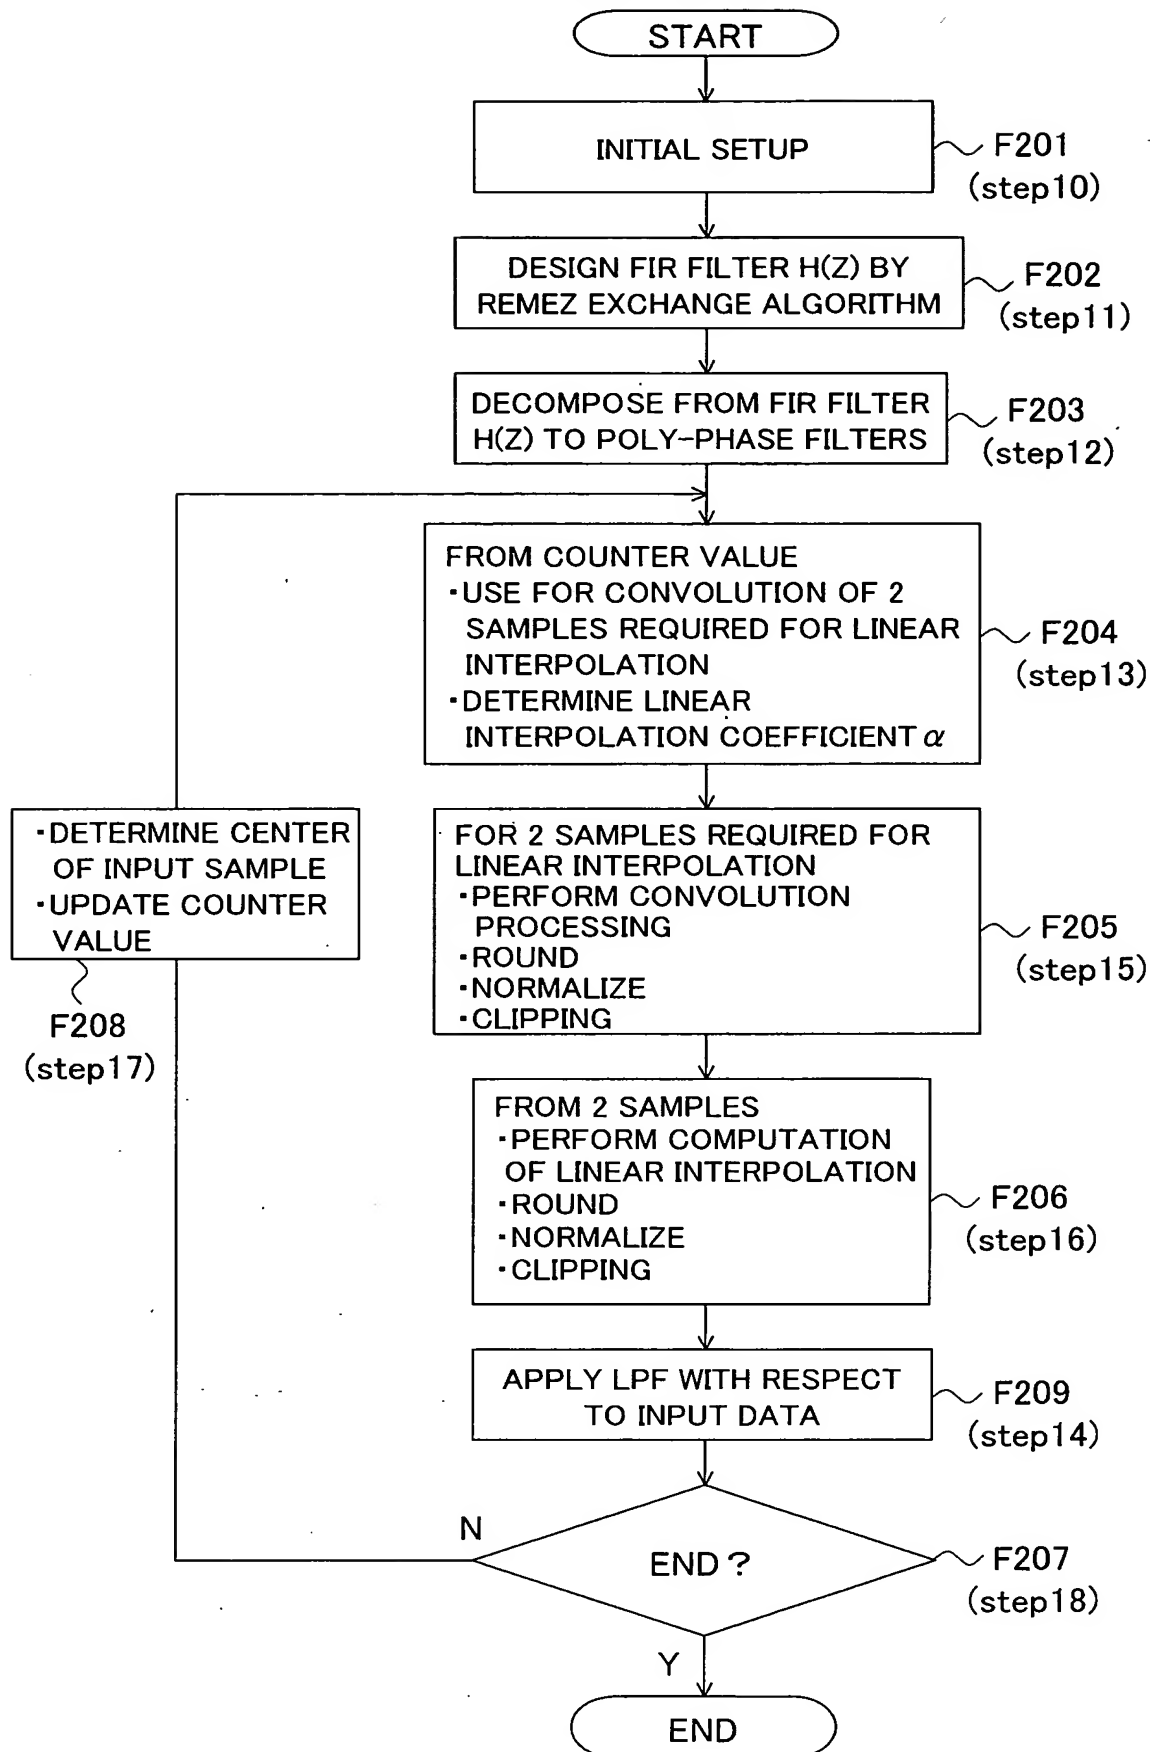 START
INITIAL SETUP
F201
(step10)
DESIGN FIR FILTER H(Z) BY
REMEZ EXCHANGE ALGORITHM
F202
(step11)
DECOMPOSE FROM FIR FILTER
H(Z) TO POLY-PHASE FILTERS
F203
(step12)
FROM COUNTER VALUE
・USE FOR CONVOLUTION OF 2
SAMPLES REQUIRED FOR LINEAR
INTERPOLATION
・DETERMINE LINEAR
INTERPOLATION COEFFICIENT α
F204
(step13)
・DETERMINE CENTER
OF INPUT SAMPLE
・UPDATE COUNTER
VALUE
F208
(step17)
FOR 2 SAMPLES REQUIRED FOR
LINEAR INTERPOLATION
・PERFORM CONVOLUTION
PROCESSING
・ROUND
・NORMALIZE
・CLIPPING
F205
(step15)
FROM 2 SAMPLES
・PERFORM COMPUTATION
OF LINEAR INTERPOLATION
・ROUND
・NORMALIZE
・CLIPPING
F206
(step16)
APPLY LPF WITH RESPECT
TO INPUT DATA
F209
(step14)
N
END ?
F207
(step18)
Y
END